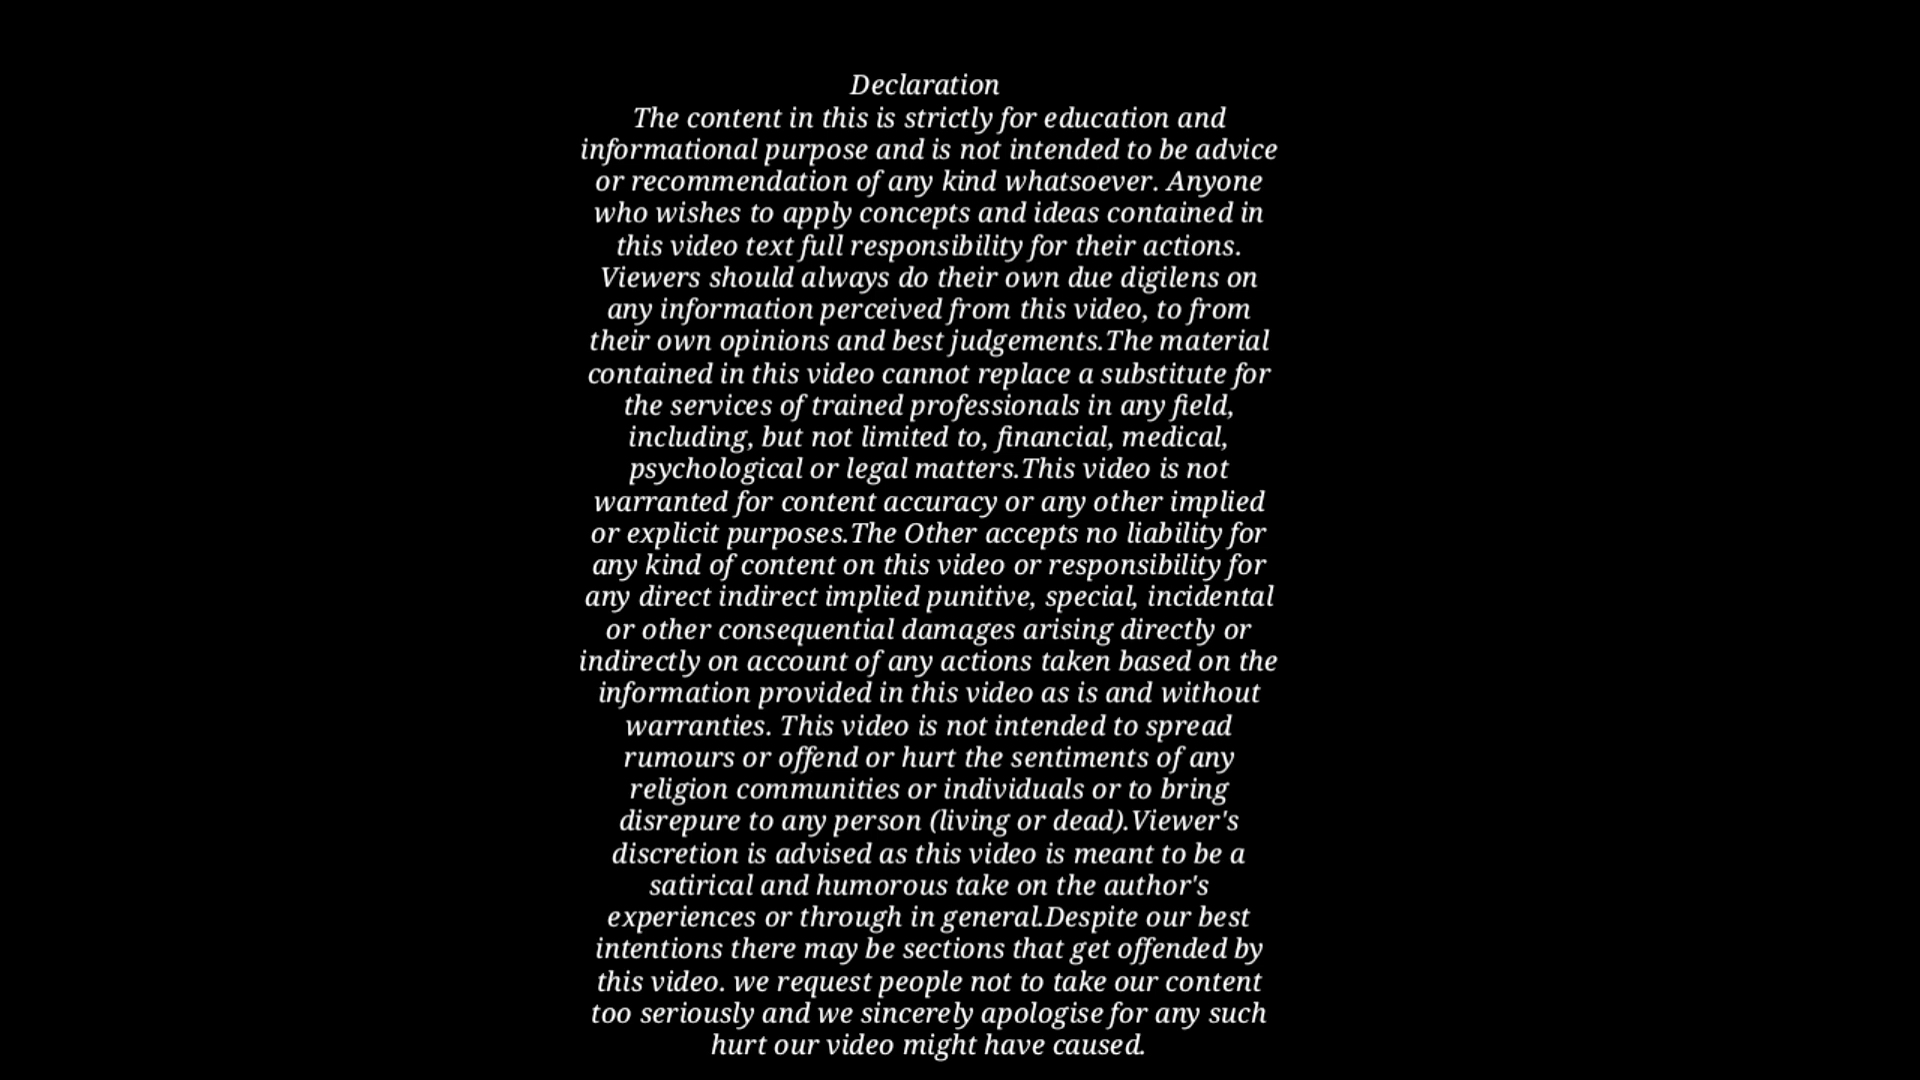 Declaration
The content in this is strictly for education and
informational purpose and is not intended to be advice
or recommendation of any kind whatsoever. Anyone
who wishes to apply concepts and ideas contained in
this video text full responsibility for their actions.
Viewers should always do their own due digilens on
any information perceived from this video, to from
their own opinions and best judgements.The material
contained in this video cannot replace a substitute for
the services of trained professionals in any field,
including, but not limited to, financial, medical,
psychological or legal matters.This video is not
warranted for content accuracy or any other implied
or explicit purposes.The Other accepts no liability for
any kind of content on this video or responsibility for
any direct indirect implied punitive, special, incidental
or other consequential damages arising directly or
indirectly on account of any actions taken based on the
information provided in this video as is and without
warranties. This video is not intended to spread
rumours or offend or hurt the sentiments of any
religion communities or individuals or to bring
disrepure to any person (living or dead).Viewer's
discretion is advised as this video is meant to be a
satirical and humorous take on the author's
experiences or through in general.Despite our best
intentions there may be sections that get offended by
this video. we request people not to take our content
too seriously and we sincerely apologise for any such
hurt our video might have caused.